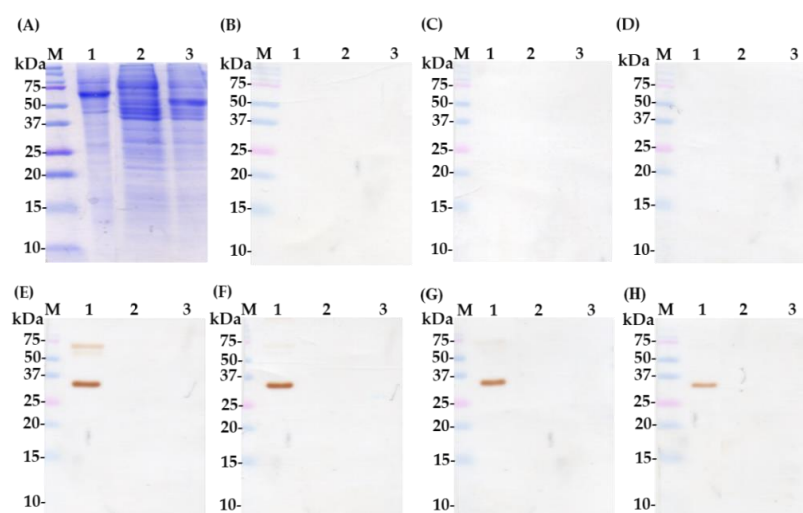 (A) (B) (C) (D)
M 1 2 3 M 1 2 3 M 1 2 3 M 1 2 3
kDa kDa kDa kDa
75- 75- 75- 75-
50- 50- 50- 50-
37- 37- 37- 37-
25- 25- 25- 25-
20- 20- 20- 20-
15- 15- 15- 15-
10- 10- 10- 10-
(E) (F) (G) (H)
M 1 2 3 M 1 2 3 M 1 2 3 M 1 2 3
kDa kDa kDa kDa
75- 75- 75- 75-
50- 50- 50- 50-
37- 37- 37- 37-
25- 25- 25- 25-
20- 20- 20- 20-
15- 15- 15- 15-
10- 10- 10- 10-